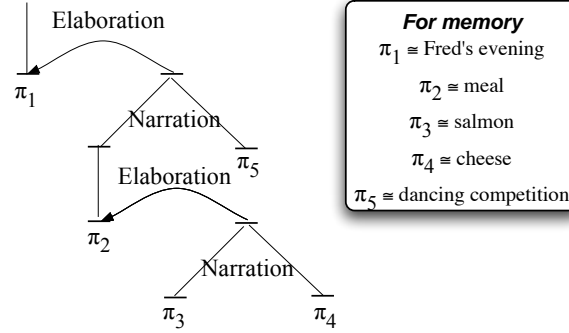 Elaboration
π1
Narration
π5
Elaboration
π2
Narration
π3
π4
For memory
π1 ≅ Fred's evening
π2 ≅ meal
π3 ≅ salmon
π4 ≅ cheese
π5 ≅ dancing competition